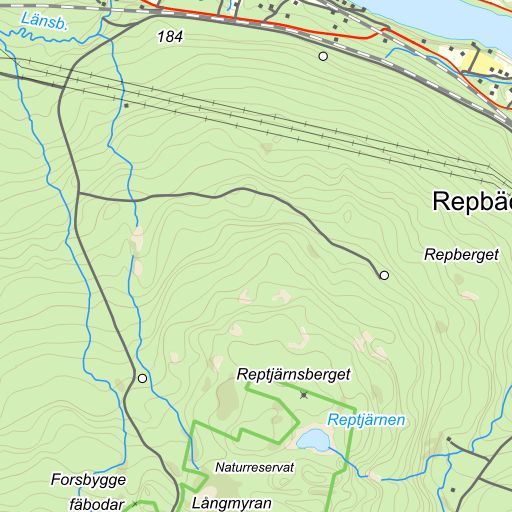 Länsb.
184
Repbäc
Repberget
Reptjärnsberget
Reptjärnen
Naturreservat
Forsbygge
fäbodar
Långmyran